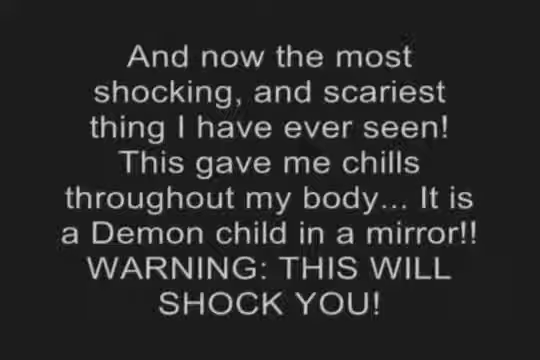 And now the most
shocking, and scariest
thing I have ever seen!
This gave me chills
throughout my body... It is
a Demon child in a mirror!!
WARNING: THIS WILL
SHOCK YOU!